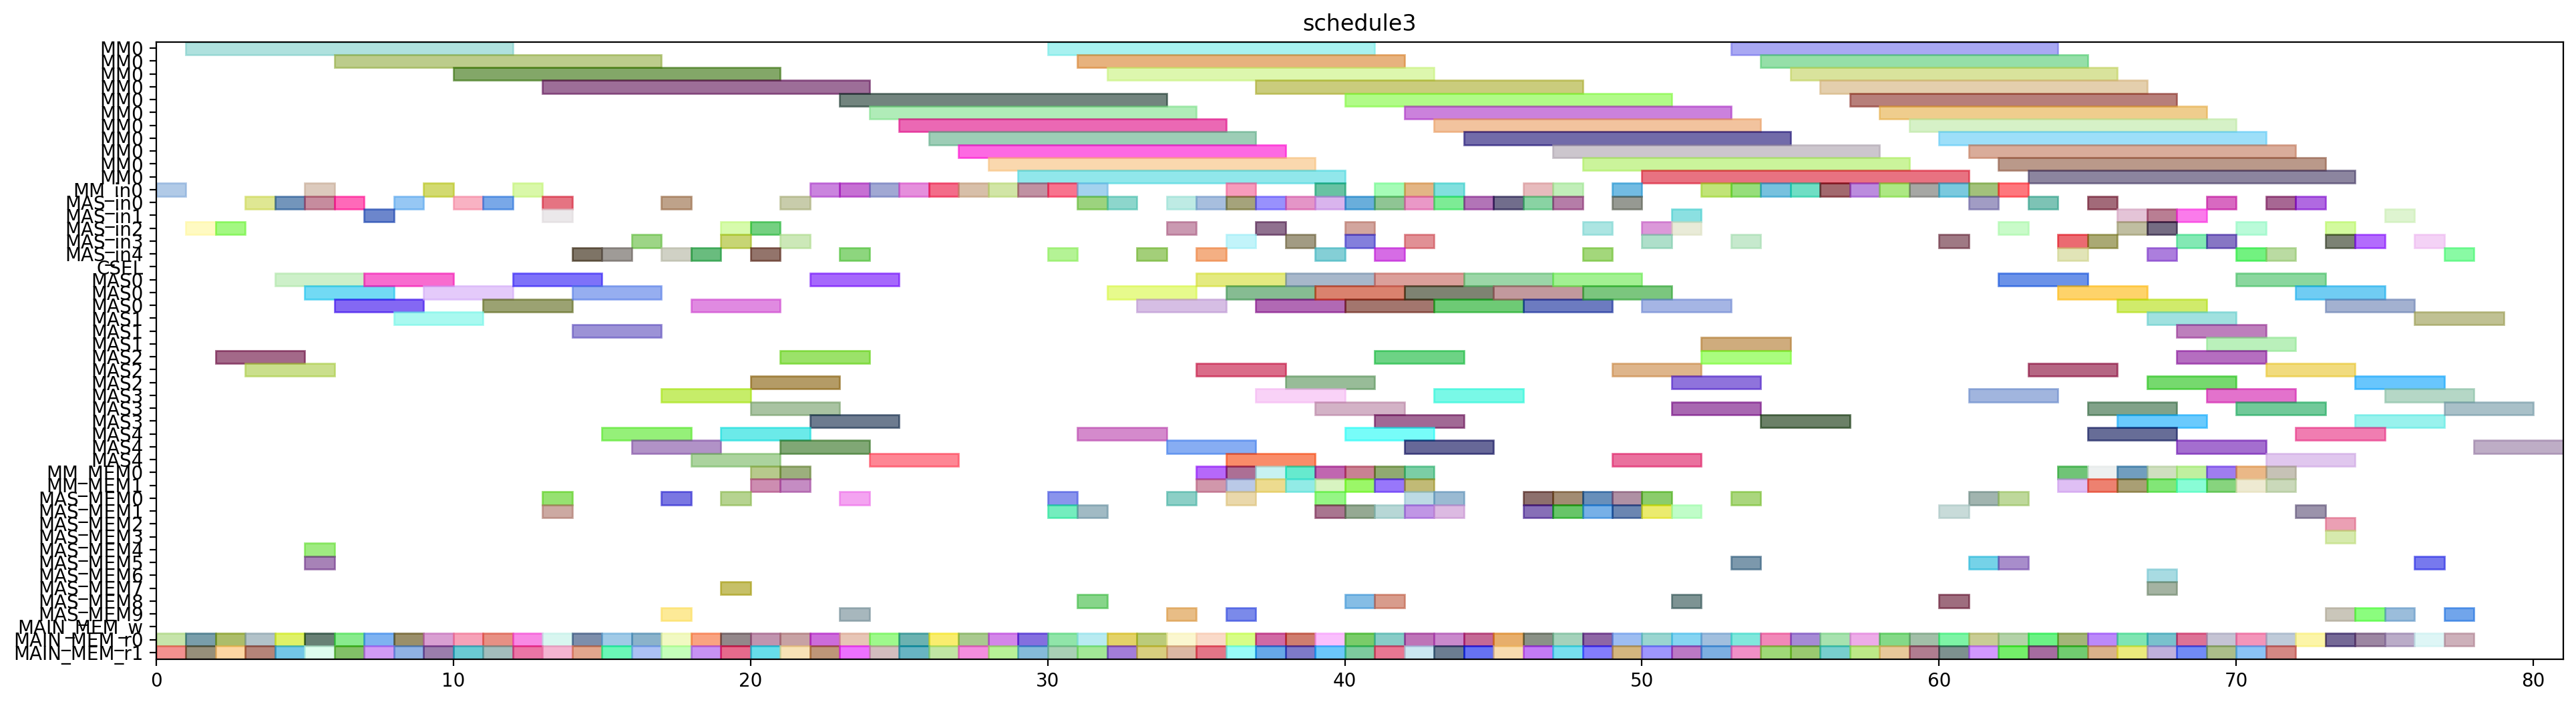 schedule3
MM0
MM0
MM0
MM0
MM0
MM0
MM0
MM0
MM0
MM0
MM0
MM_in0
MAS_in0
MAS_in1
MAS_in2
MAS_in3
MAS_in4
CSEL
MAS0
MAS0
MAS0
MAS1
MAS1
MAS1
MAS2
MAS2
MAS2
MAS3
MAS3
MAS3
MAS4
MAS4
MAS4
MM_MEM0
MM_MEM1
MAS_MEM0
MAS_MEM1
MAS_MEM2
MAS_MEM3
MAS_MEM4
MAS_MEM5
MAS_MEM6
MAS_MEM7
MAS_MEM8
MAS_MEM9
MAIN_MEM_w
MAIN_MEM_r0
MAIN_MEM_r1
0 10 20 30 40 50 60 70 80